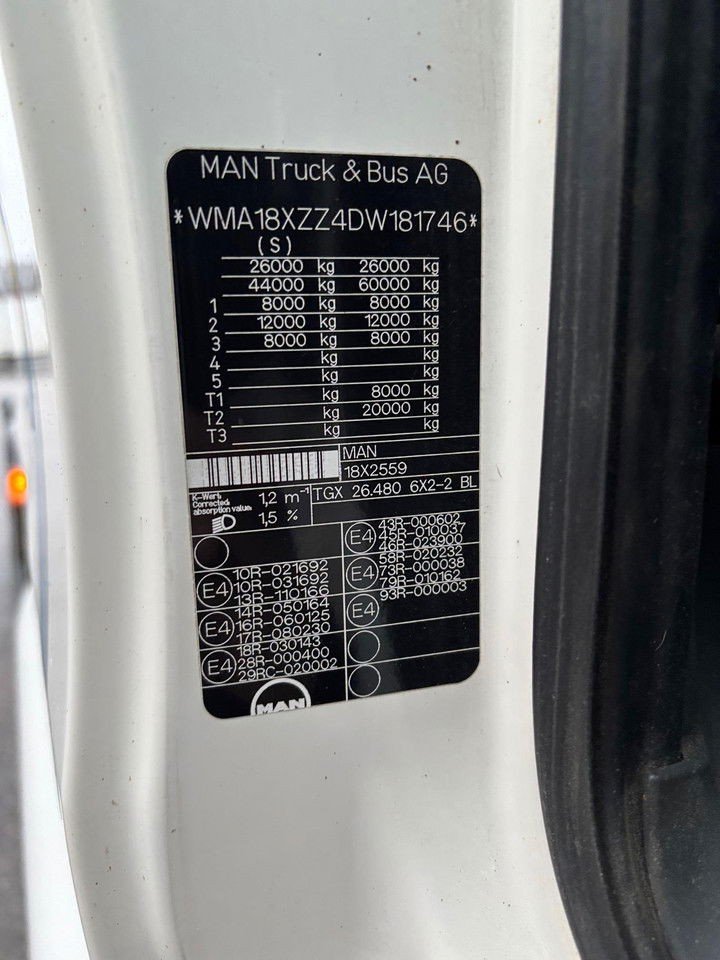 MAN Truck & Bus AG
*WMA18XZZ4DW181746*
(S)
26000 kg 26000 kg
44000 kg 60000 kg
1 8000 kg 8000 kg
2 12000 kg 12000 kg
3 8000 kg 8000 kg
4 kg kg
5 kg kg
T1 kg 8000 kg
T2 kg 20000 kg
T3 kg kg
MAN
18X2559
K-Wert
Corrected
absorption value
1,2 m-1
1,5 %
TGX 26.480 6X2-2 BL
E4
10R-021692
10R-031692
13R-110166
E4
14R-050164
16R-060125
17R-080230
E4
18R-030143
28R-000400
29RC-020002
E4
43R-000602
45R-010037
46R-023900
E4
58R-020232
73R-000038
79R-010162
E4
93R-000003
MAN